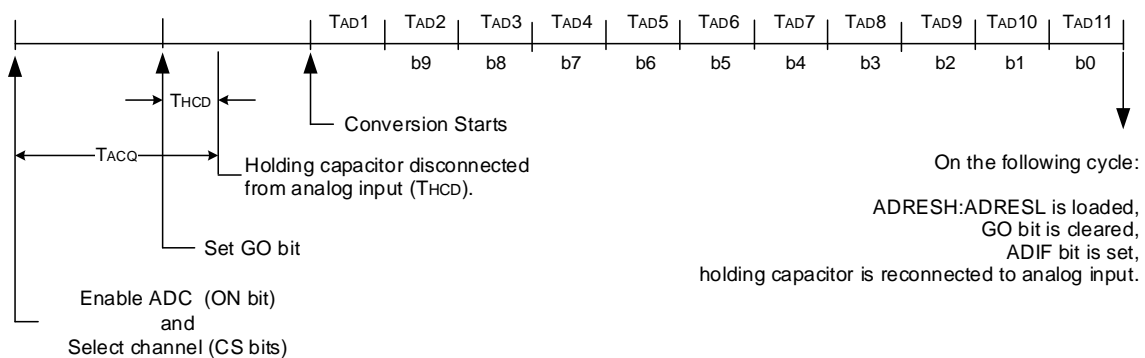 TAD1 TAD2 TAD3 TAD4 TAD5 TAD6 TAD7 TAD8 TAD9 TAD10 TAD11
b9 b8 b7 b6 b5 b4 b3 b2 b1 b0
THCD
Conversion Starts
TACQ
Holding capacitor disconnected
from analog input (THCD).
On the following cycle:
ADRESH:ADRESL is loaded,
GO bit is cleared,
ADIF bit is set,
holding capacitor is reconnected to analog input.
Set GO bit
Enable ADC (ON bit)
and
Select channel (CS bits)